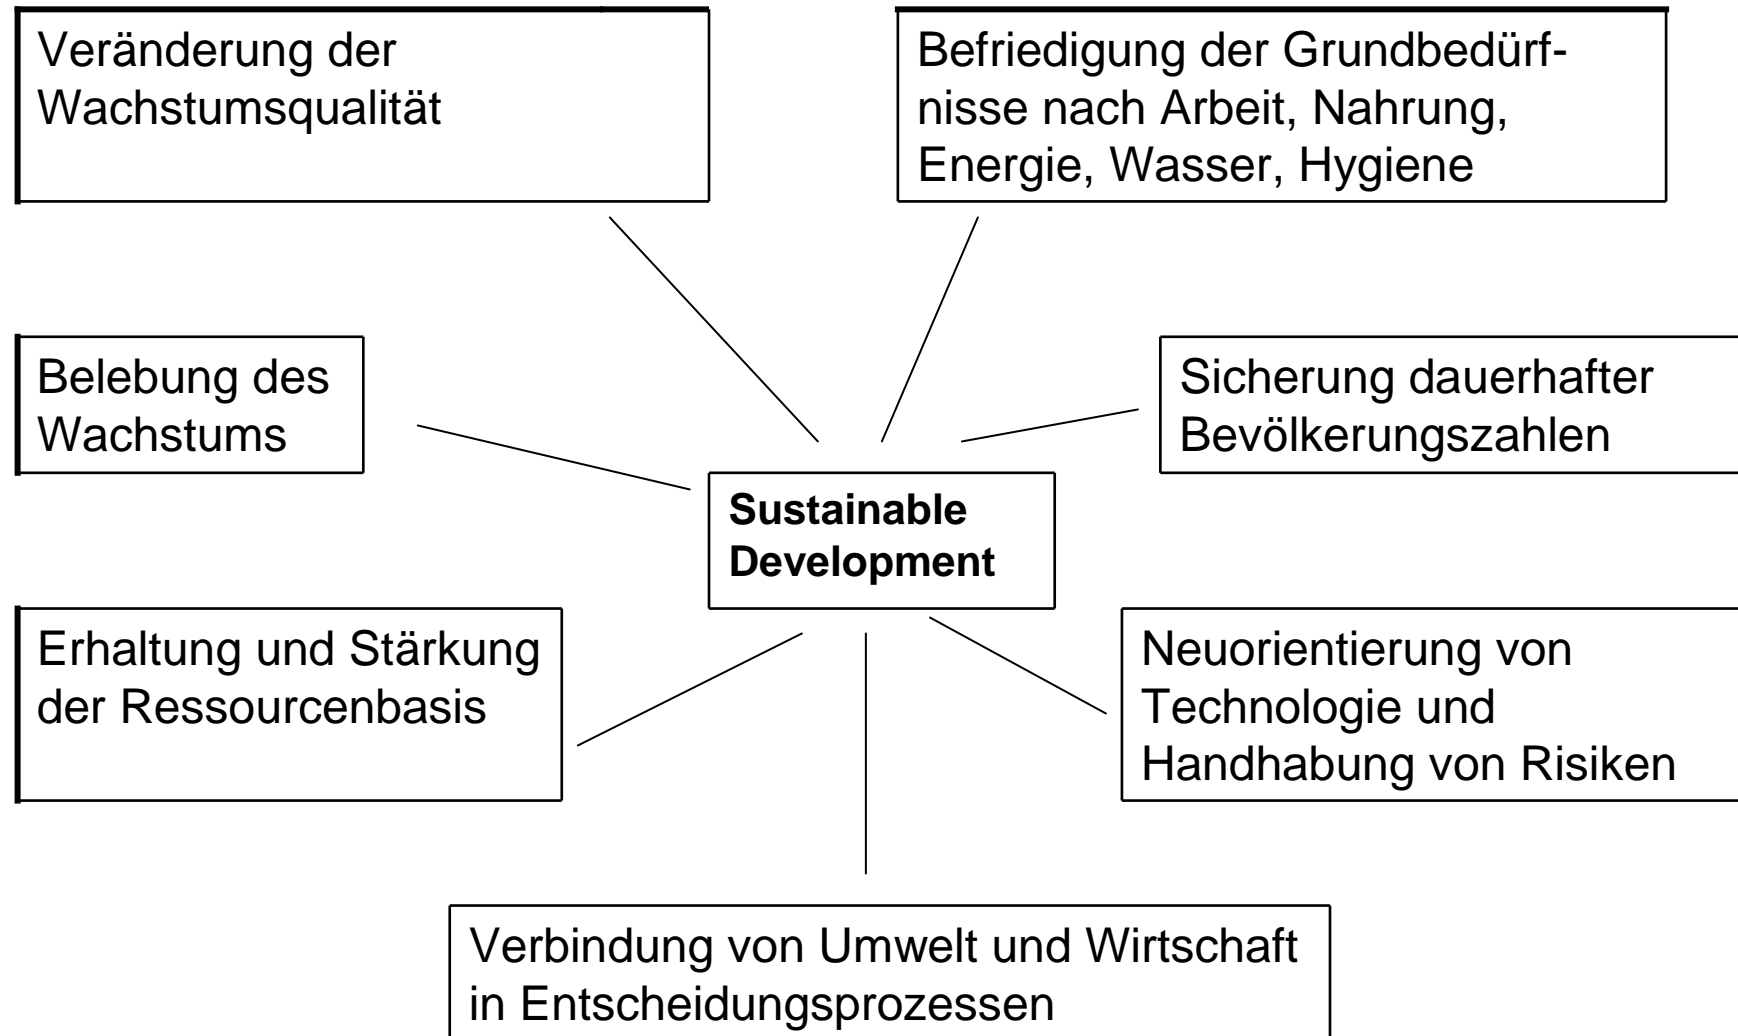 Veränderung der
Wachstumsqualität
Befriedigung der Grundbedürf-
nisse nach Arbeit, Nahrung,
Energie, Wasser, Hygiene
Belebung des
Wachstums
Sicherung dauerhafter
Bevölkerungszahlen
Sustainable
Development
Erhaltung und Stärkung
der Ressourcenbasis
Neuorientierung von
Technologie und
Handhabung von Risiken
Verbindung von Umwelt und Wirtschaft
in Entscheidungsprozessen